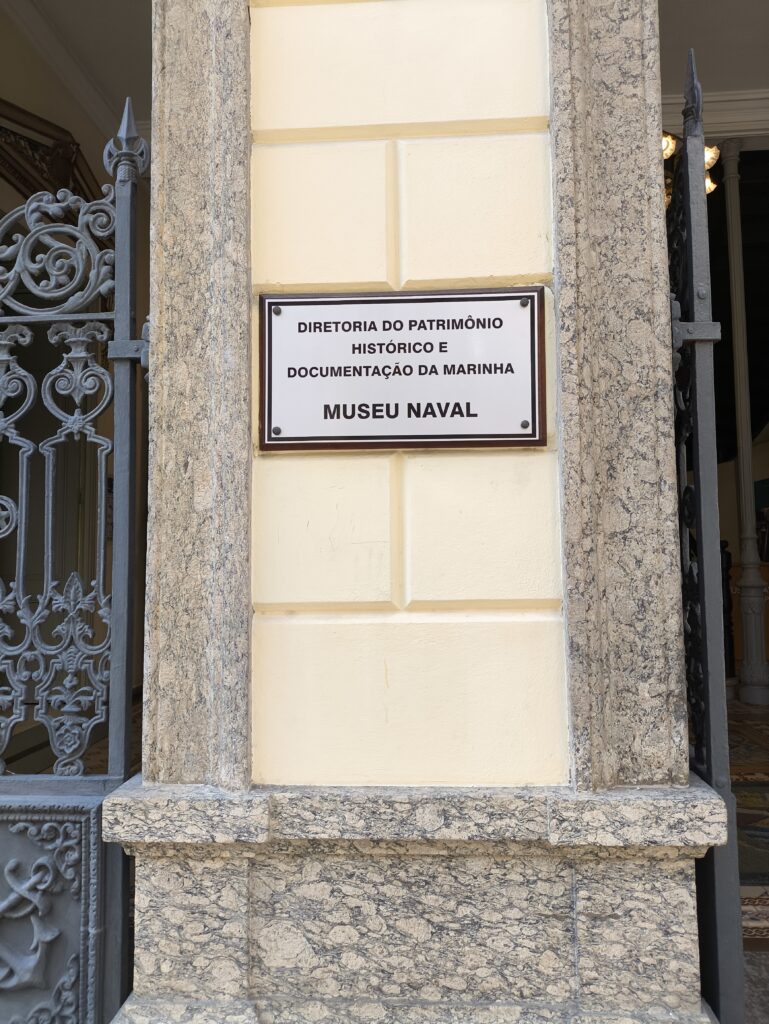 DIRETORIA DO PATRIMÔNIO
HISTÓRICO E
DOCUMENTAÇÃO DA MARINHA
MUSEU NAVAL